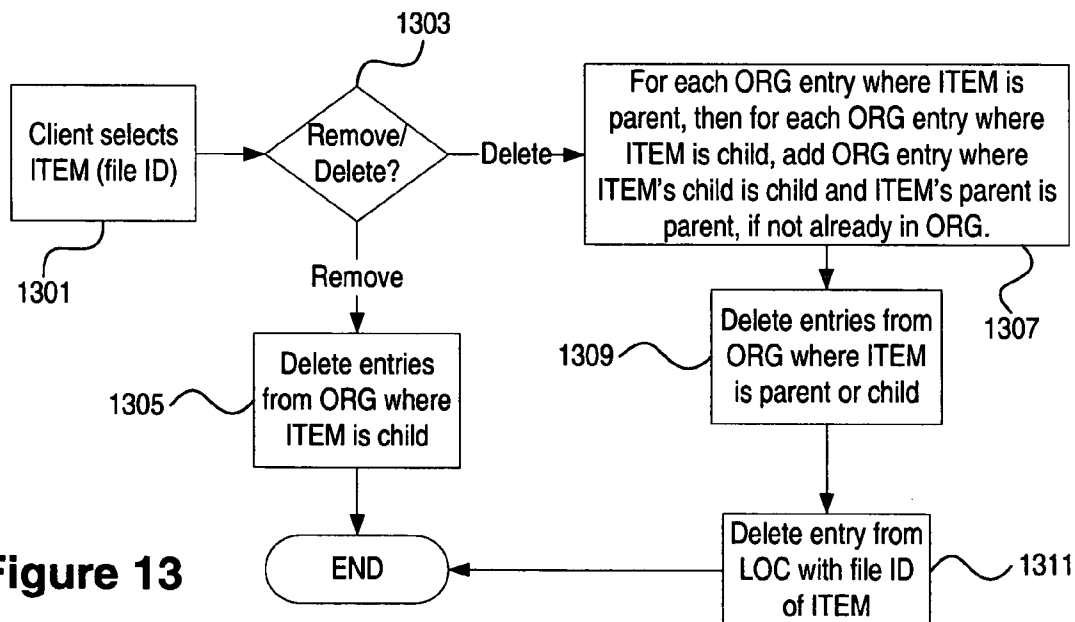 1303
Client selects
ITEM (file ID)
1301
Remove/
Delete?
Delete
For each ORG entry where ITEM is
parent, then for each ORG entry where
ITEM is child, add ORG entry where
ITEM's child is child and ITEM's parent is
parent, if not already in ORG.
1307
Remove
Delete entries
from ORG where
ITEM is child
1305
Delete entries from
ORG where ITEM
is parent or child
1309
Delete entry from
LOC with file ID
of ITEM
1311
END
igure 13